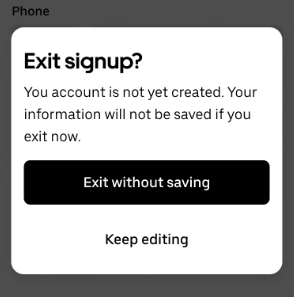 Phone
Exit signup?
You account is not yet created. Your
information will not be saved if you
exit now.
Exit without saving
Keep editing